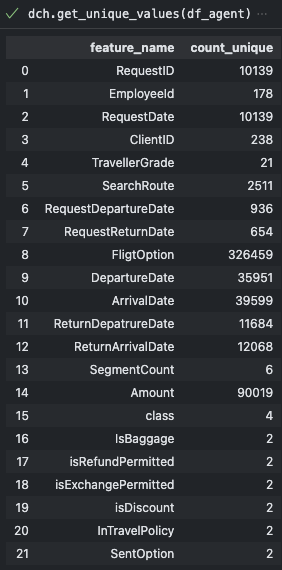 dch.get_unique_values(df_agent) ...
feature_name count_unique
0 RequestID 10139
1 EmployeeId 178
2 RequestDate 10139
3 ClientID 238
4 TravellerGrade 21
5 SearchRoute 2511
6 RequestDepartureDate 936
7 RequestReturnDate 654
8 FligtOption 326459
9 DepartureDate 35951
10 ArrivalDate 39599
11 ReturnDepatrureDate 11684
12 ReturnArrivalDate 12068
13 SegmentCount 6
14 Amount 90019
15 class 4
16 IsBaggage 2
17 isRefundPermitted 2
18 isExchangePermitted 2
19 isDiscount 2
20 InTravelPolicy 2
21 SentOption 2